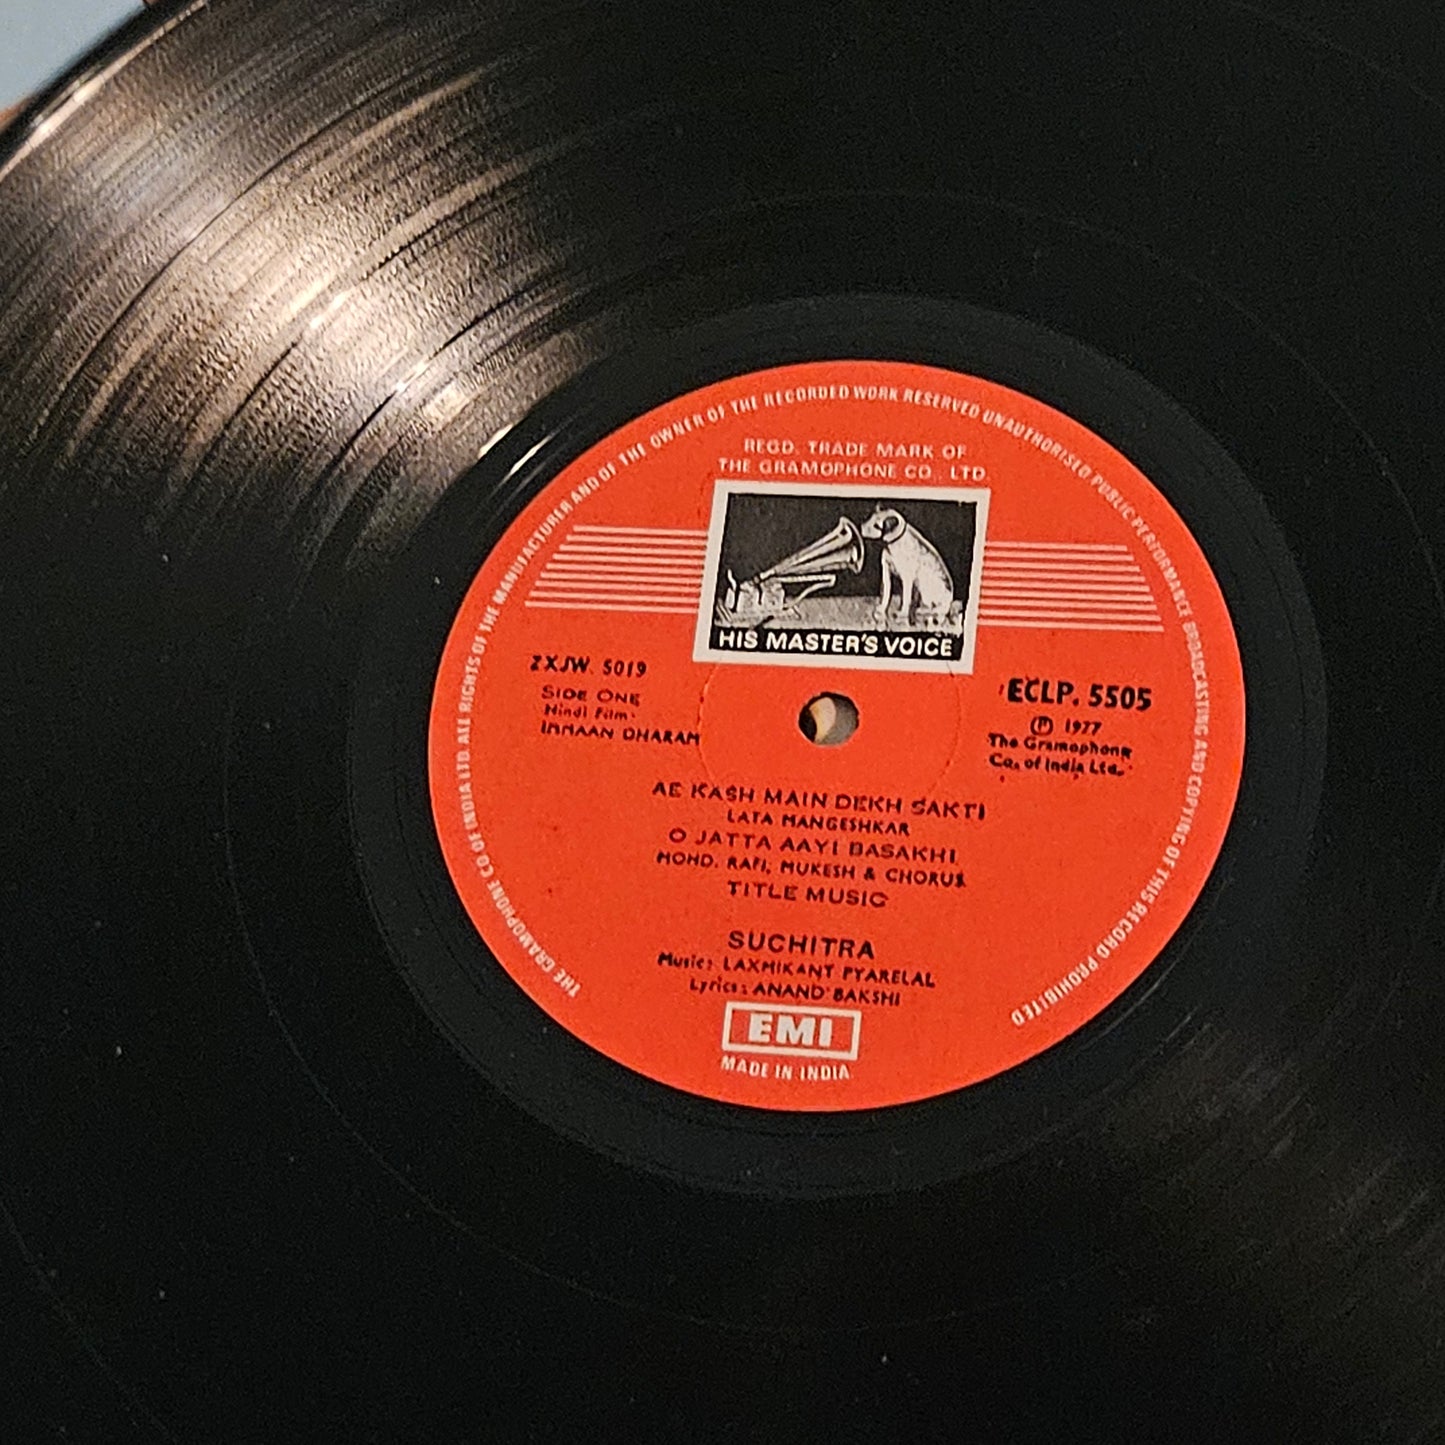 THE GRAMOPHONE CO OF INDIA LTD. ALL RIGHTS OF THE MANUFACTURER AND OF THE OWNER OF THE RECORDED WORK RESERVED UNAUTHORISED PUBLIC PERFORMANCE BROADCASTING AND COPYING OF THIS RECORD PROHIBITED
REGD. TRADE MARK OF
THE GRAMOPHONE CO., LTD
HIS MASTER'S VOICE
ZXJW. 5019
SIDE ONE
Hindi Film.
IMMAAN DHARAM
ECLP. 5505
Ⓟ 1977
The Gramophone
Co. of India Ltd.
AE KASH MAIN DEKH SAKTI
LATA MANGESHKAR
O JATTA AAYI BASAKHI
MOHD. RAFI, MUKESH & CHORUS
TITLE MUSIC
SUCHITRA
Music: LAXMIKANT PYARELAL
Lyrics: ANAND BAKSHI
EMI
MADE IN INDIA